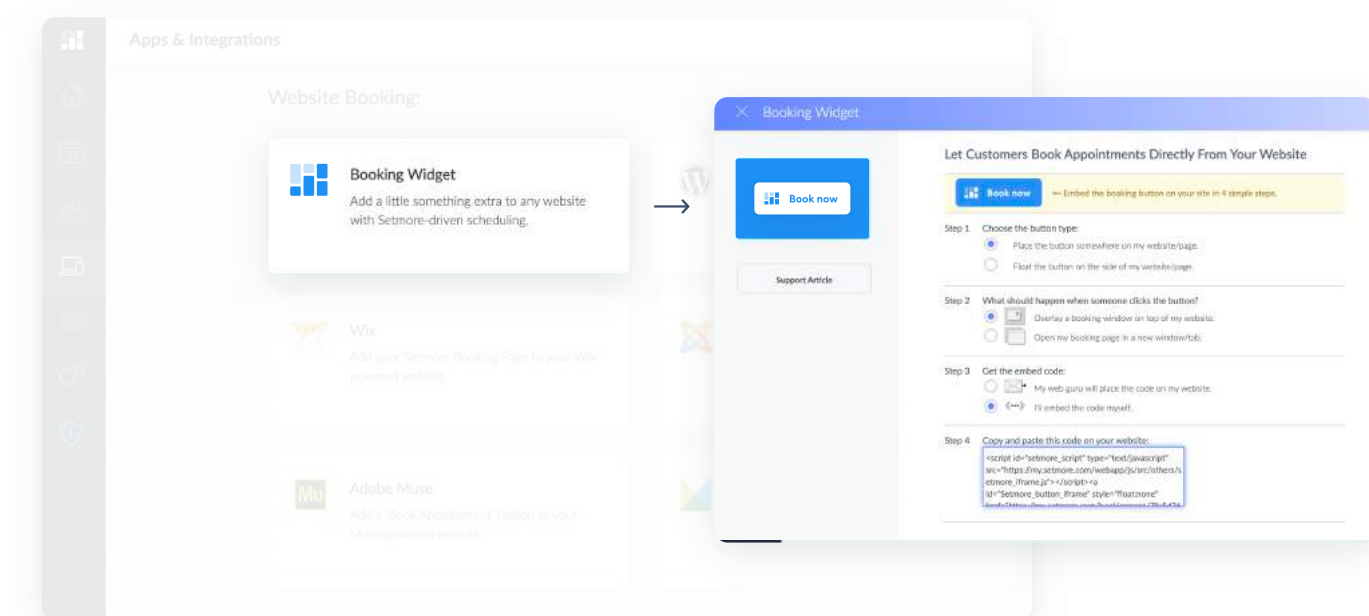 Apps & Integrations
Website Booking:
Booking Widget
Add a little something extra to any website
with Setmore-driven scheduling.
Wix
Add your Setmore Booking Page to your Wix-
powered website.
Mu
Adobe Muse
Add a "Book Appointment" button to your
Muse-powered website.
Booking Widget
Book now
Support Article
Let Customers Book Appointments Directly From Your Website
Book now
Embed the booking button on your site in 4 simple steps.
Step 1 Choose the button type:
Place the button somewhere on my website/page.
Float the button on the side of my website/page.
Step 2 What should happen when someone clicks the button?
Overlay a booking window on top of my website.
Open my booking page in a new window/tab.
Step 3 Get the embed code:
My web guru will place the code on my website.
I'll embed the code myself.
Step 4 Copy and paste this code on your website:
<script id="setmore_script" type="text/javascript"
src="https://my.setmore.com/webapp/js/src/others/s
etmore_iframe.js"></script><a
id="Setmore_button_iframe" style="float:none"